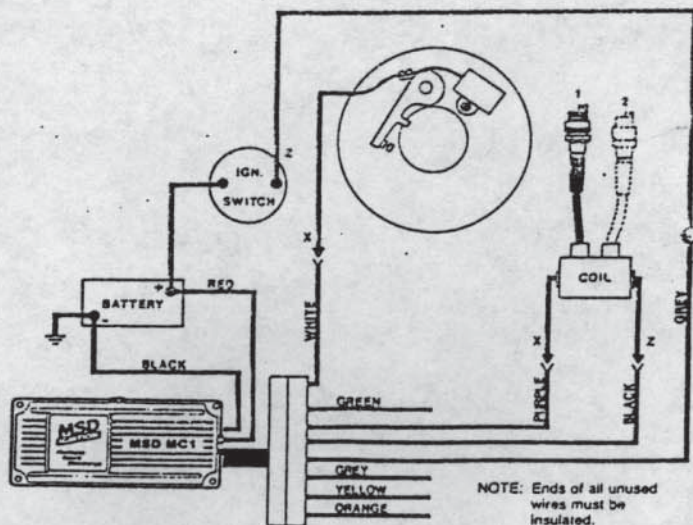 1
2
Z
IGN.
SWITCH
X
COIL
GREY
+
RED
BATTERY
-
WHITE
X
Z
BLACK
PURPLE
BLACK
GREEN
MSD
MSD MC1
GREY
YELLOW
ORANGE
NOTE: Ends of all unused
wires must be
insulated.